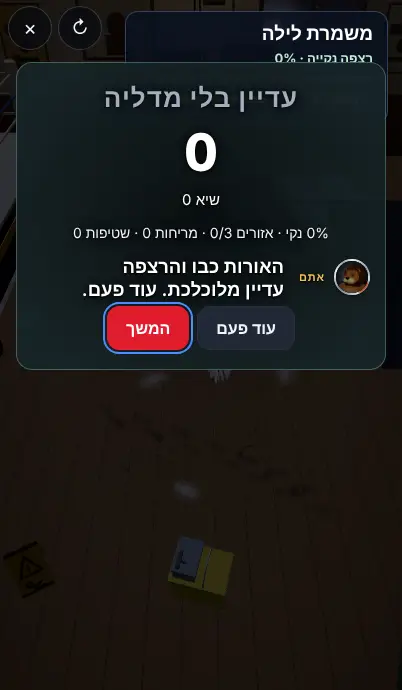 משמרת לילה
רצפה נקייה · 0%
עדיין בלי מדליה
0
שיא 0
0% נקי · אזורים 0/3 · מריחות 0 · שטיפות 0
אתם
האורות כבו והרצפה
עדיין מלוכלכת. עוד פעם.
עוד פעם
המשך